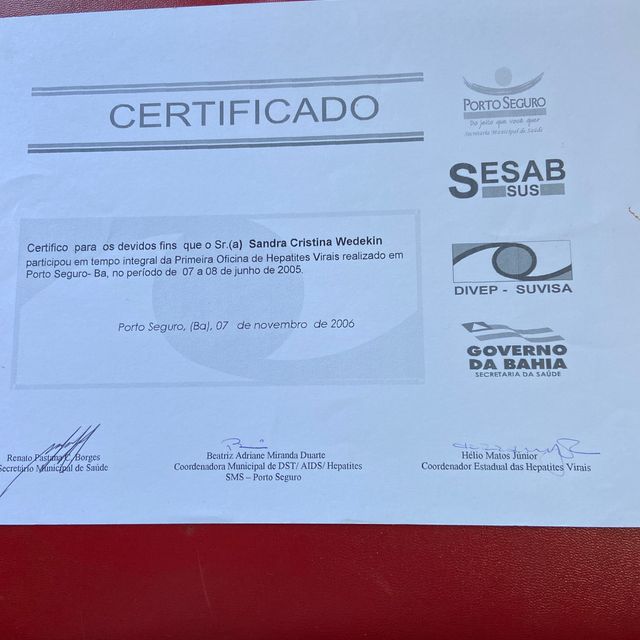 CERTIFICADO
PORTO SEGURO
Do jeito que você quer
Secretaria Municipal de Saúde
SESAB
SUS
DIVEP - SUVISA
GOVERNO
DA BAHIA
SECRETARIA DA SAÚDE
Certifico para os devidos fins que o Sr.(a) Sandra Cristina Wedekin
participou em tempo integral da Primeira Oficina de Hepatites Virais realizado em
Porto Seguro- Ba, no período de 07 a 08 de junho de 2005.
Porto Seguro, (Ba), 07 de novembro de 2006
Renato Borges
Secretário Municipal de Saúde
Beatriz Adriane Miranda Duarte
Coordenadora Municipal de DST/ AIDS/ Hepatites
SMS – Porto Seguro
Hélio Matos Júnior
Coordenador Estadual das Hepatites Virais